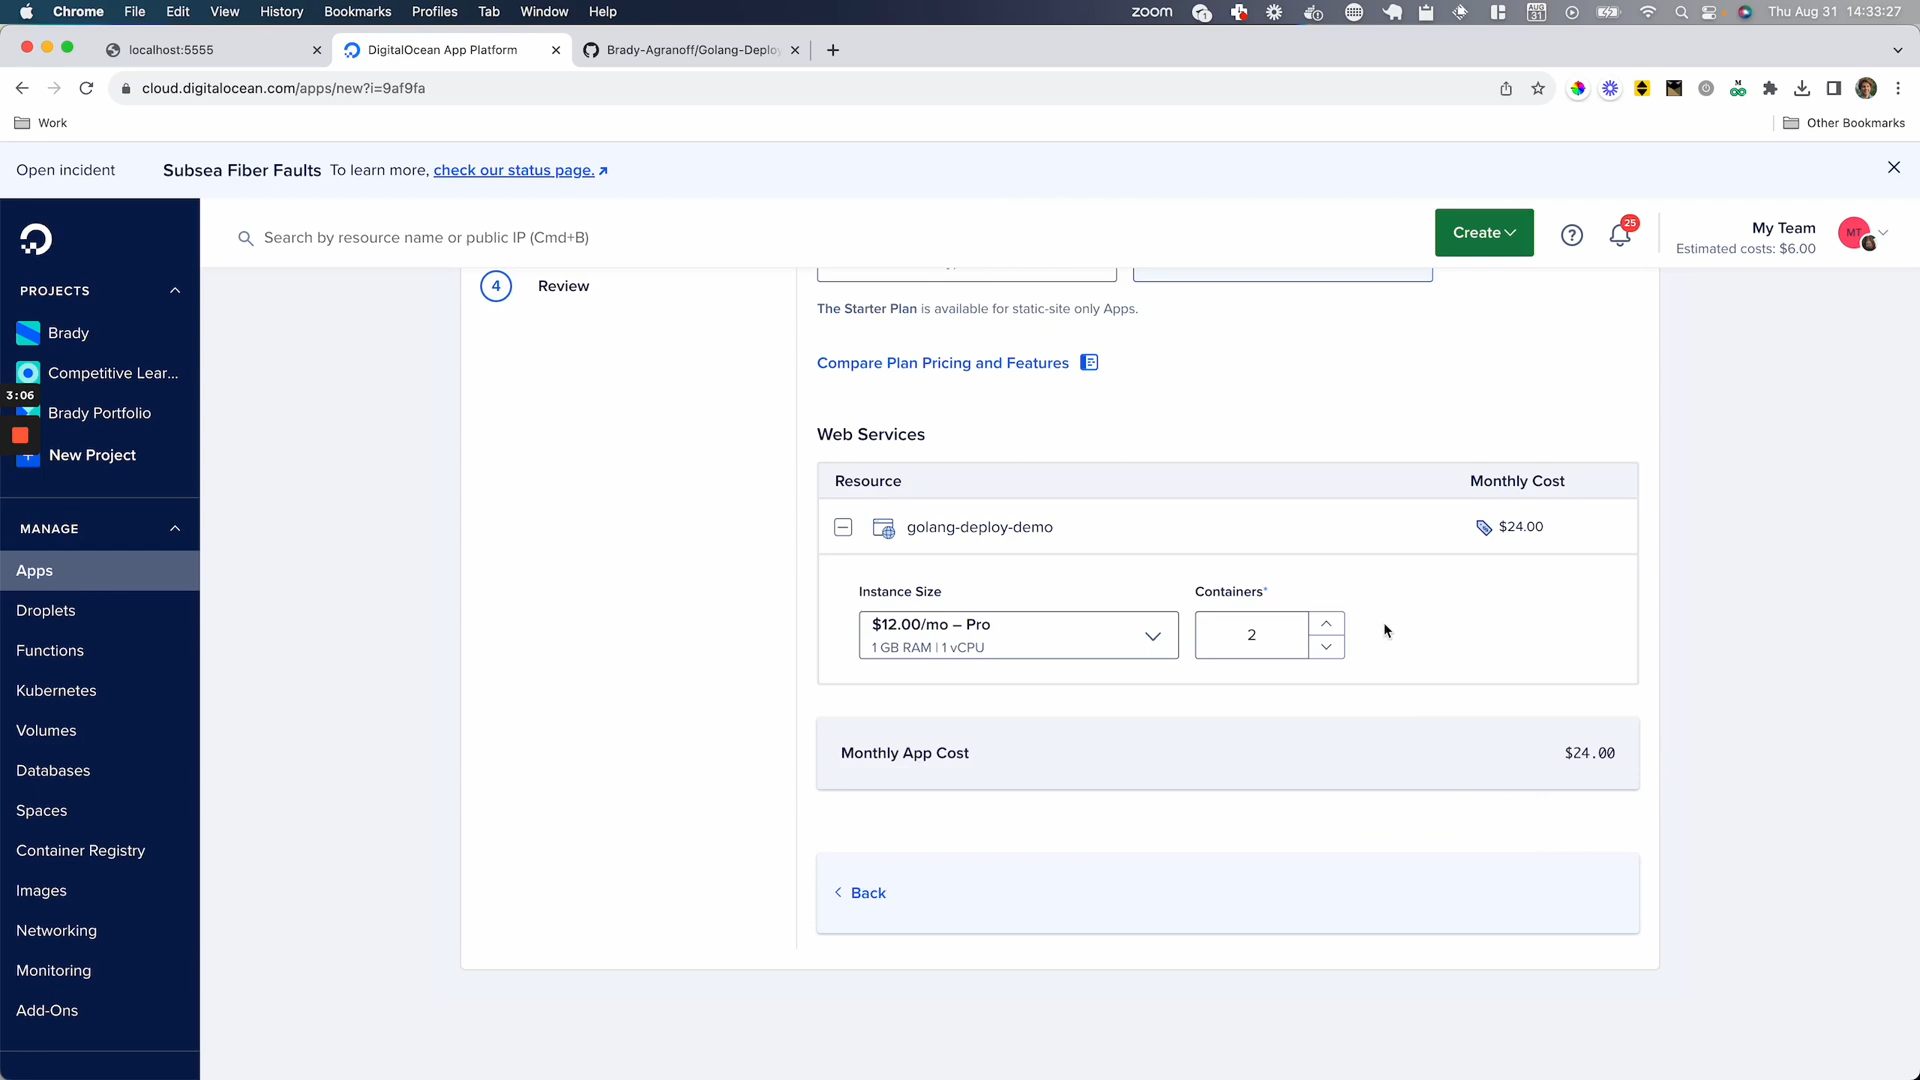 Chrome File Edit View History Bookmarks Profiles Tab Window Help
zoom 1 AUG 31 Thu Aug 31 14:33:27
localhost:5555
DigitalOcean App Platform
Brady-Agranoff/Golang-Deplo
cloud.digitalocean.com/apps/new?i=9af9fa
Work
Other Bookmarks
Open incident Subsea Fiber Faults To learn more, check our status page.
Search by resource name or public IP (Cmd+B)
Create
25
My Team
Estimated costs: $6.00
MT
PROJECTS
Brady
Competitive Lear...
3:06
Brady Portfolio
New Project
MANAGE
Apps
Droplets
Functions
Kubernetes
Volumes
Databases
Spaces
Container Registry
Images
Networking
Monitoring
Add-Ons
4 Review
The Starter Plan is available for static-site only Apps.
Compare Plan Pricing and Features
Web Services
Resource Monthly Cost
golang-deploy-demo $24.00
Instance Size Containers*
$12.00/mo – Pro
1 GB RAM | 1 vCPU
2
Monthly App Cost $24.00
Back